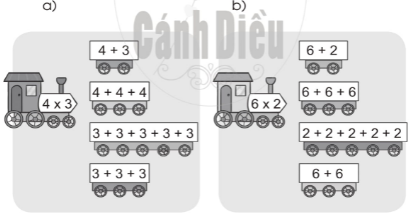 a)
4 x 3
4 + 3
4 + 4 + 4
3 + 3 + 3 + 3 + 3
3 + 3 + 3
b)
6 x 2
6 + 2
6 + 6 + 6
2 + 2 + 2 + 2 + 2
6 + 6
Cánh Diều